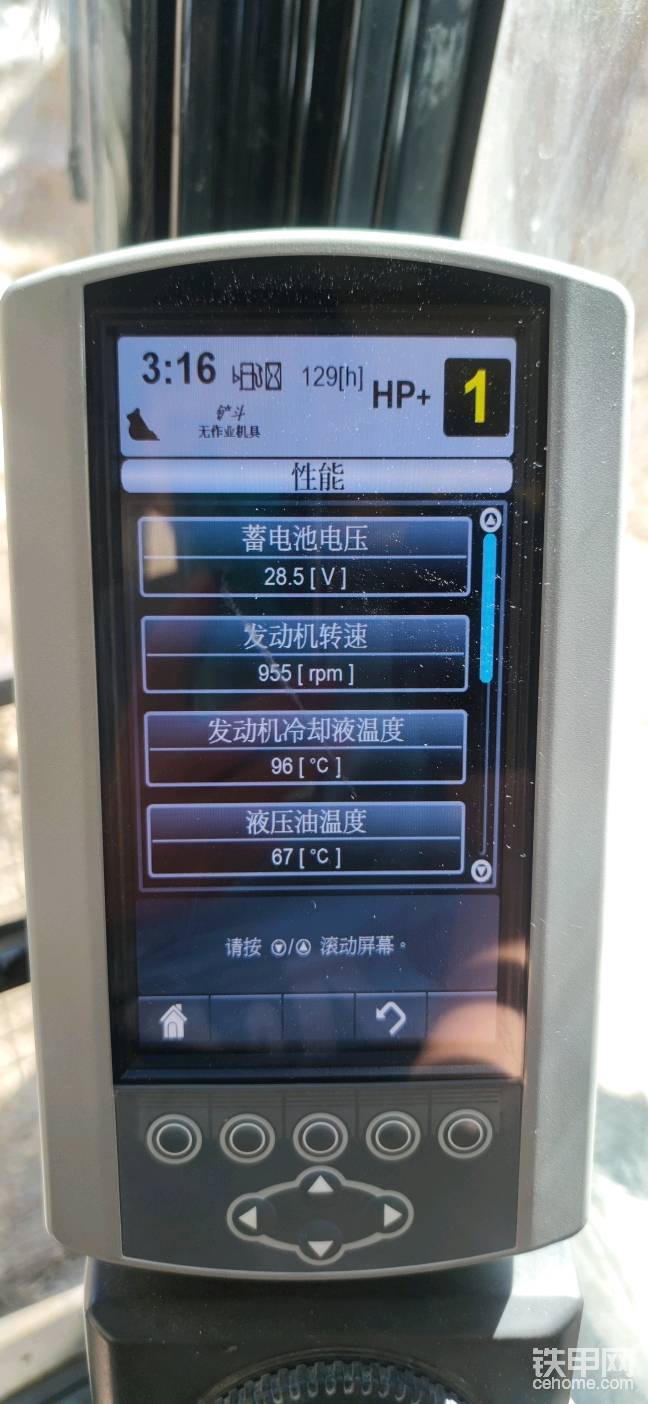 3:16
129[h]
HP+
1
铲斗
无作业机具
性能
蓄电池电压
28.5 [ V ]
发动机转速
955 [ rpm ]
发动机冷却液温度
96 [ °C ]
液压油温度
67 [ °C ]
请按 ▼/▲ 滚动屏幕。
铁甲网
cehome.com